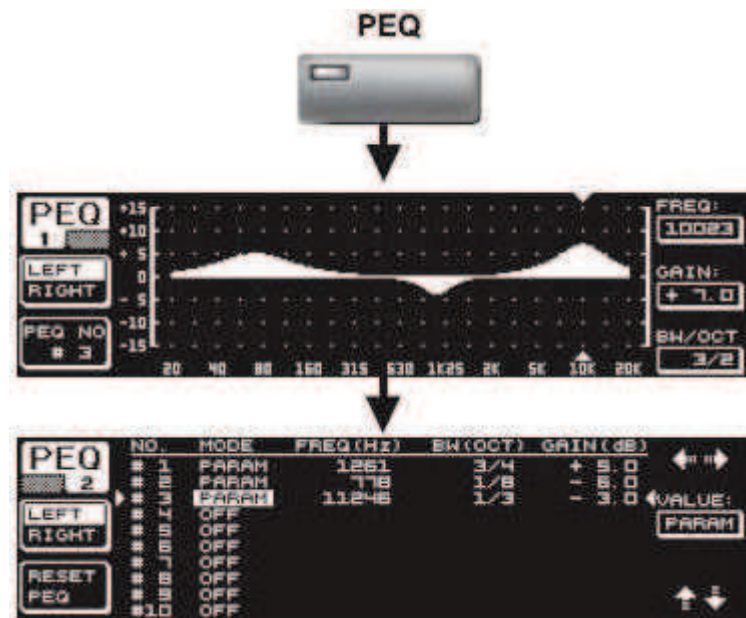 PEQ
PEQ
1
LEFT
RIGHT
PEQ NO
# 3
+15
+10
+ 5
0
- 5
-10
-15
20 40 80 160 315 630 1K25 2K 5K 10K 20K
FREQ:
10023
GAIN:
+ 7.0
BW/OCT
3/2
PEQ
2
LEFT
RIGHT
RESET
PEQ
NO. MODE FREQ(Hz) BW(OCT) GAIN(dB)
# 1 PARAM 1261 3/4 + 5.0
# 2 PARAM 778 1/8 - 6.0
# 3 PARAM 11246 1/3 - 3.0
# 4 OFF
# 5 OFF
# 6 OFF
# 7 OFF
# 8 OFF
# 9 OFF
#10 OFF
VALUE:
PARAM